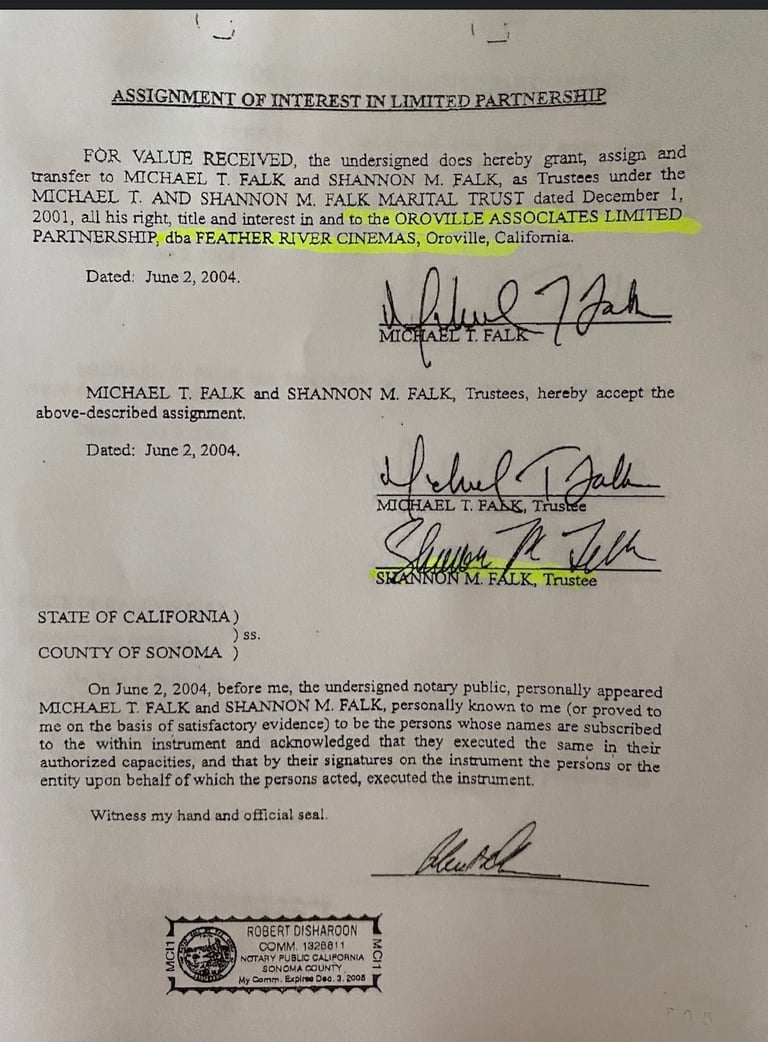 ASSIGNMENT OF INTEREST IN LIMITED PARTNERSHIP
FOR VALUE RECEIVED, the undersigned does hereby grant, assign and
transfer to MICHAEL T. FALK and SHANNON M. FALK, as Trustees under the
MICHAEL T. AND SHANNON M. FALK MARITAL TRUST dated December 1,
2001, all his right, title and interest in and to the OROVILLE ASSOCIATES LIMITED
PARTNERSHIP, dba FEATHER RIVER CINEMAS, Oroville, California.
Dated: June 2, 2004.
Michael T Falk
MICHAEL T. FALK
MICHAEL T. FALK and SHANNON M. FALK, Trustees, hereby accept the
above-described assignment.
Dated: June 2, 2004.
Michael T Falk
MICHAEL T. FALK, Trustee
Shannon M Falk
SHANNON M. FALK, Trustee
STATE OF CALIFORNIA )
) ss.
COUNTY OF SONOMA )
On June 2, 2004, before me, the undersigned notary public, personally appeared
MICHAEL T. FALK and SHANNON M. FALK, personally known to me (or proved to
me on the basis of satisfactory evidence) to be the persons whose names are subscribed
to the within instrument and acknowledged that they executed the same in their
authorized capacities, and that by their signatures on the instrument the persons or the
entity upon behalf of which the persons acted, executed the instrument.
Witness my hand and official seal.
MCI1
ROBERT DISHAROON
COMM. 1328811
NOTARY PUBLIC CALIFORNIA
SONOMA COUNTY
My Comm. Expires Dec. 3, 2005
MCI1